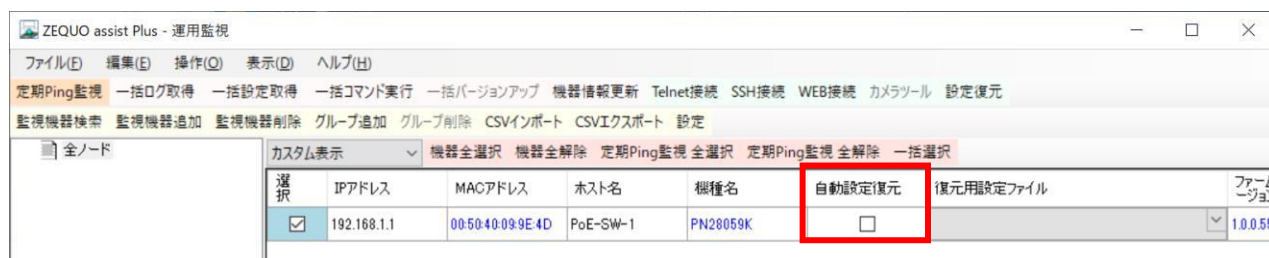 ZEQUO assist Plus - 運用監視
ファイル(F) 編集(E) 操作(O) 表示(D) ヘルプ(H)
定期Ping監視 一括ログ取得 一括設定取得 一括コマンド実行 一括バージョンアップ 機器情報更新 Telnet接続 SSH接続 WEB接続 カメラツール 設定復元
監視機器検索 監視機器追加 監視機器削除 グループ追加 グループ削除 CSVインポート CSVエクスポート 設定
全ノード
カスタム表示 機器全選択 機器全解除 定期Ping監視 全選択 定期Ping監視 全解除 一括選択
選択 IPアドレス MACアドレス ホスト名 機種名 自動設定復元 復元用設定ファイル ファーム ージョン
192.168.1.1 00:50:40:09:9E:4D PoE-SW-1 PN28059K 1.0.0.55